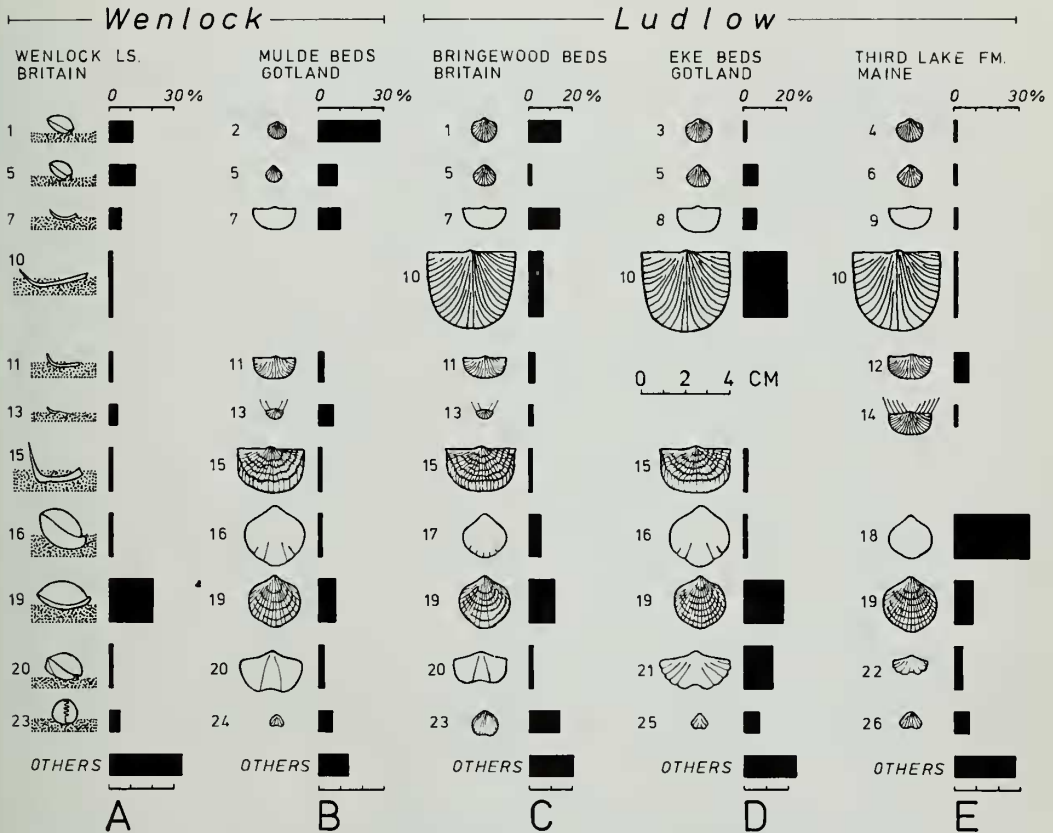 Wenlock Ludlow
WENLOCK LS. MULDE BEDS BRINGEWOOD BEDS EKE BEDS THIRD LAKE FM.
BRITAIN GOTLAND BRITAIN GOTLAND MAINE
0 30% 0 30% 0 20% 0 20% 0 30%
1 2 1 3 4
5 5 5 5 6
7 7 7 8 9
10 10 10 10
11 11 11 12
0 2 4 CM
13 13 13 14
15 15 15 15
16 16 17 16 18
19 19 19 19 19
20 20 20 21 22
23 24 23 25 26
OTHERS OTHERS OTHERS OTHERS OTHERS
A B C D E